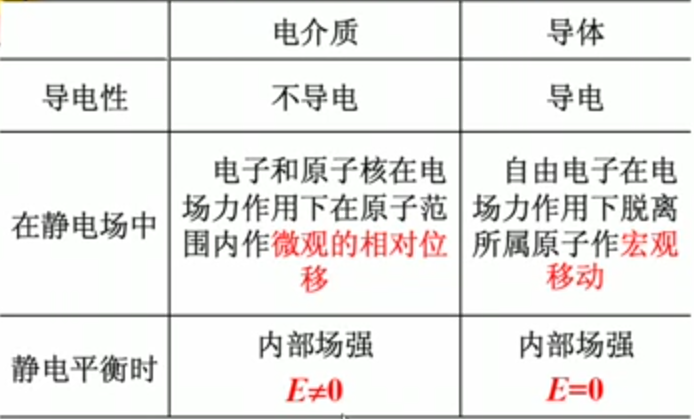 电介质 导体
导电性 不导电 导电
在静电场中
电子和原子核在电
场力作用下在原子范
围内作微观的相对位
移
自由电子在电
场力作用下脱离
所属原子作宏观
移动
静电平衡时
内部场强
E≠0
内部场强
E=0